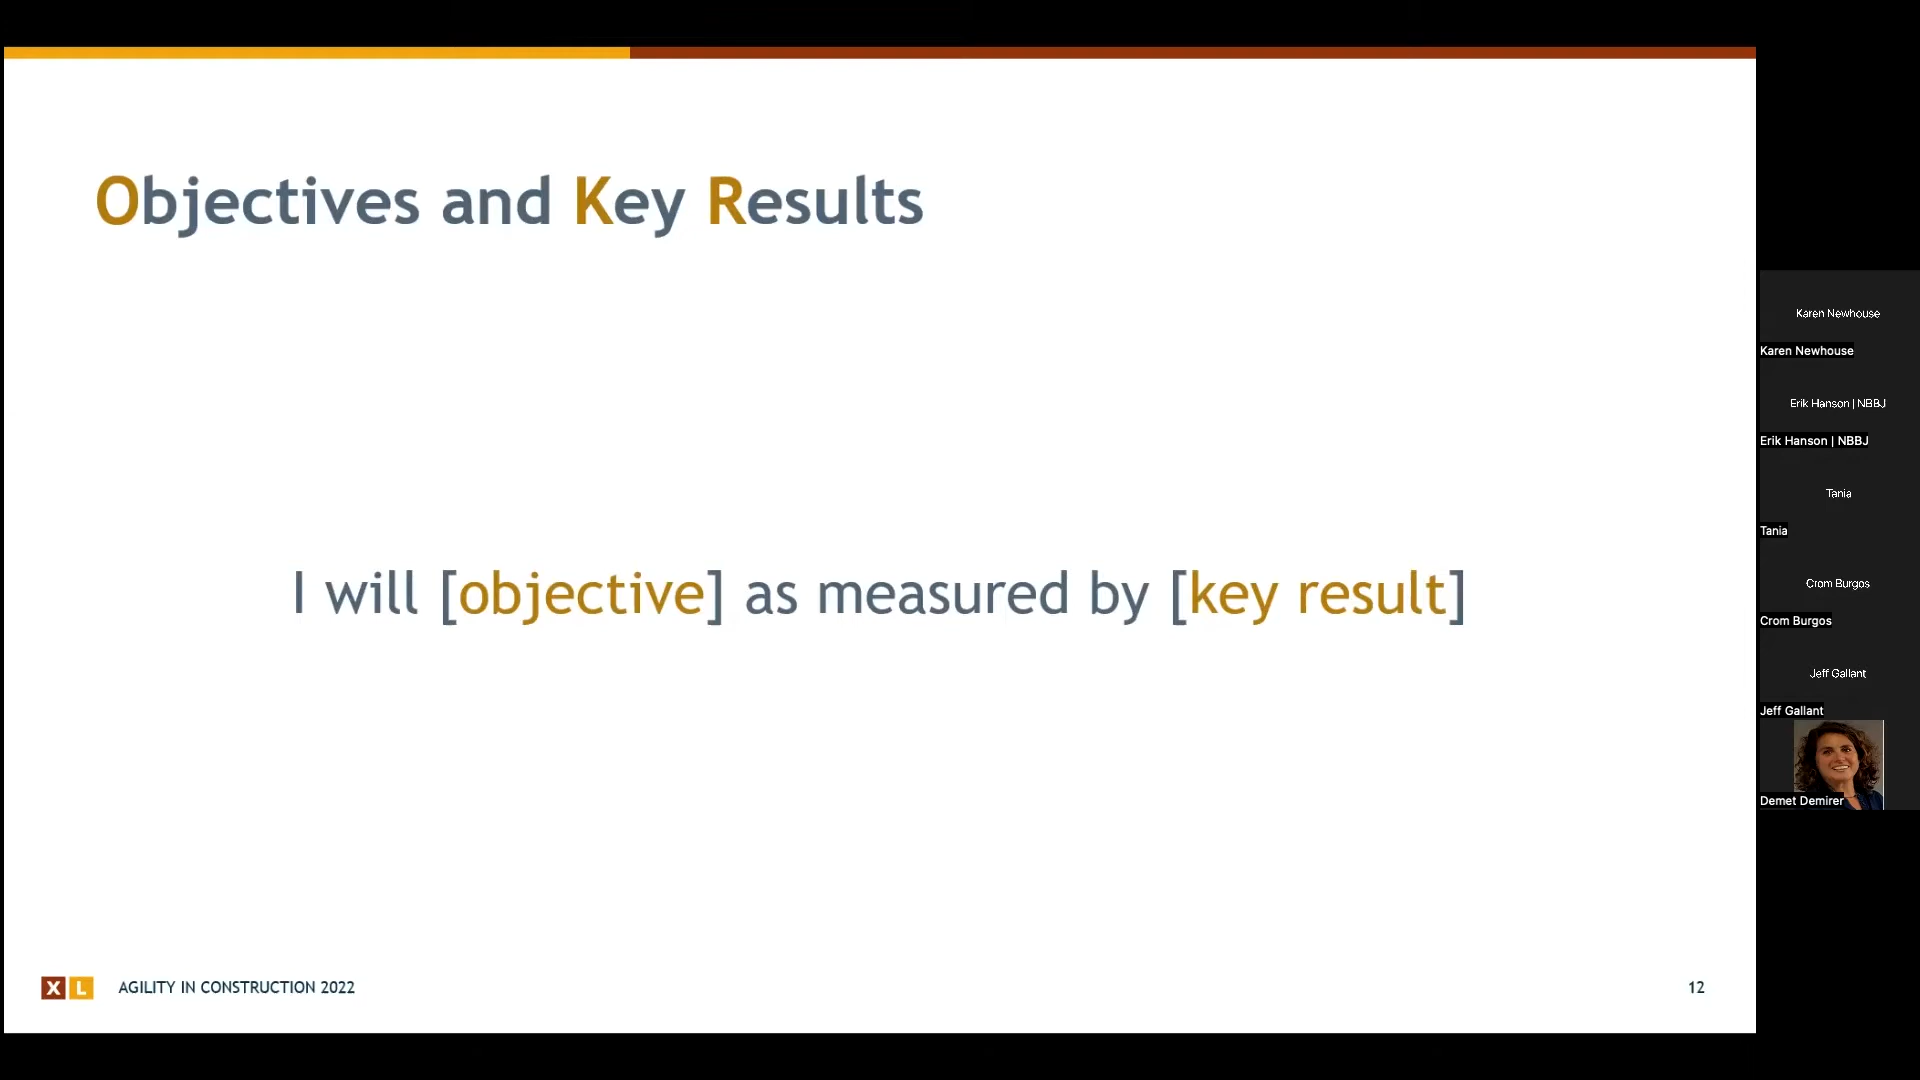 Objectives and Key Results
I will [objective] as measured by [key result]
X L AGILITY IN CONSTRUCTION 2022
12
Karen Newhouse
Karen Newhouse
Erik Hanson | NBBJ
Erik Hanson | NBBJ
Tania
Tania
Crom Burgos
Crom Burgos
Jeff Gallant
Jeff Gallant
Demet Demirer